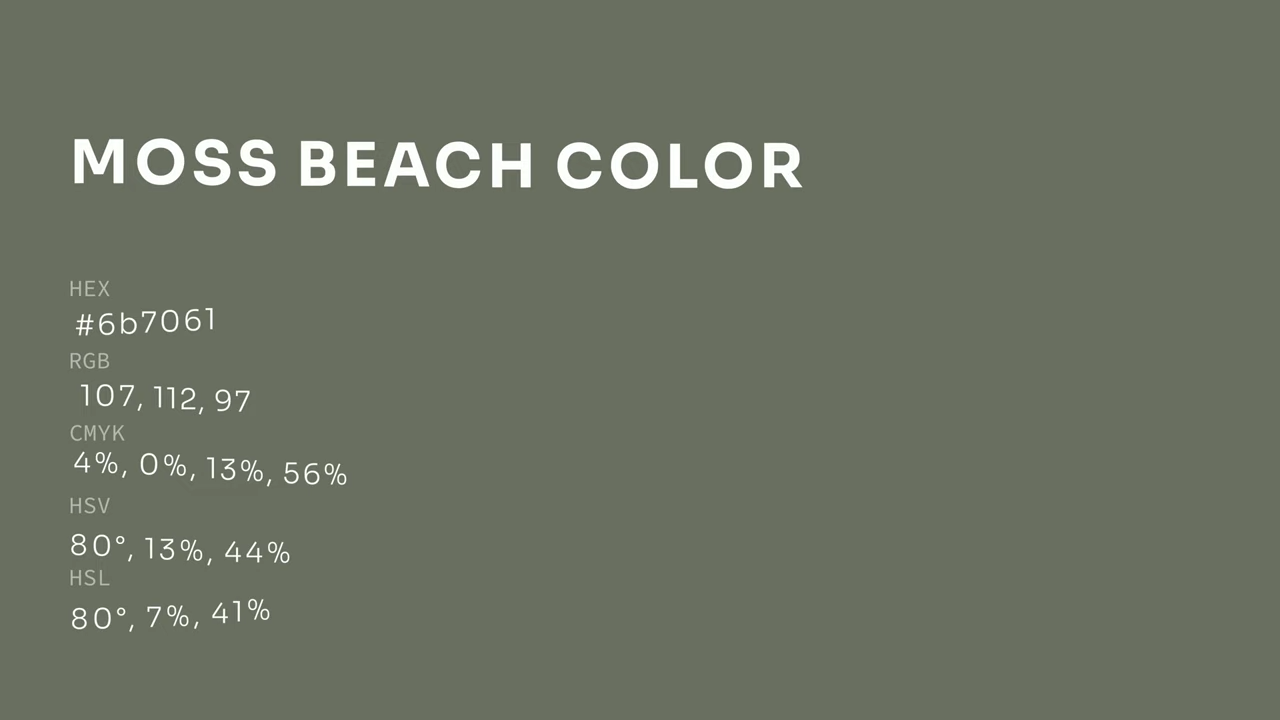 MOSS BEACH COLOR
HEX
#6b7061
RGB
107, 112, 97
CMYK
4%, 0%, 13%, 56%
HSV
80°, 13%, 44%
HSL
80°, 7%, 41%